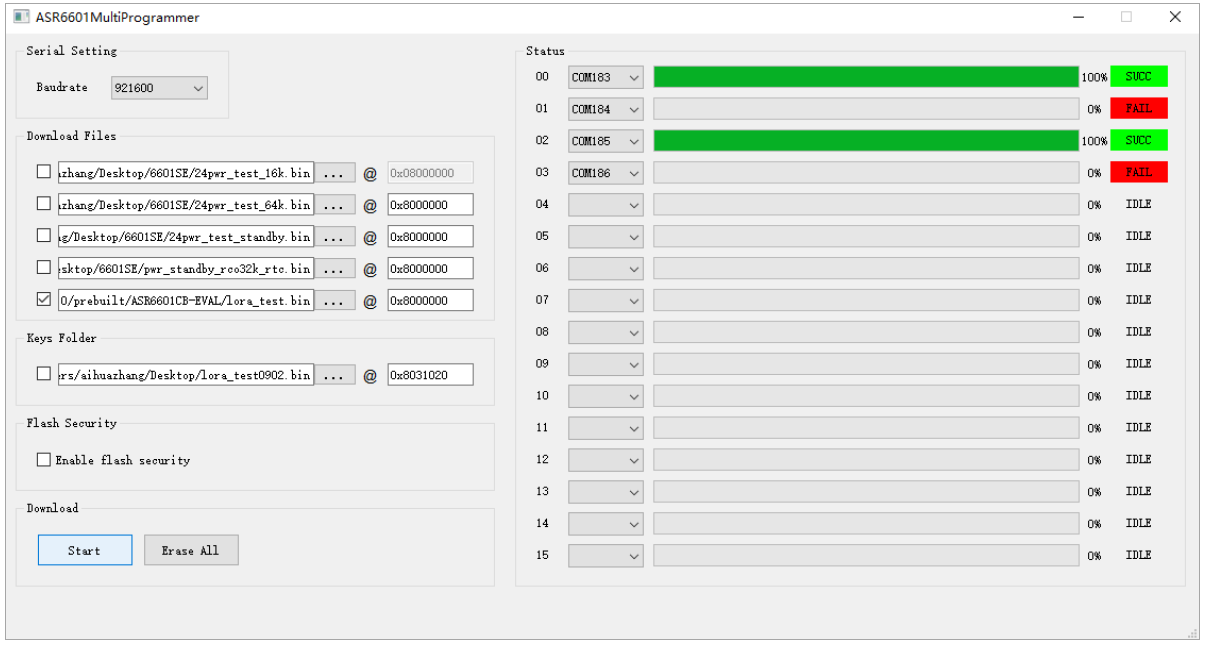 ASR6601MultiProgrammer
Serial Setting
Baudrate 921600
Download Files
ızhang/Desktop/6601SE/24pwr_test_16k.bin ... @ 0x08000000
ızhang/Desktop/6601SE/24pwr_test_64k.bin ... @ 0x8000000
ıg/Desktop/6601SE/24pwr_test_standby.bin ... @ 0x8000000
sktop/6601SE/pwr_standby_rco32k_rtc.bin ... @ 0x8000000
0/prebuilt/ASR6601CB-EVAL/lora_test.bin ... @ 0x8000000
Keys Folder
rs/aihuazhang/Desktop/lora_test0902.bin ... @ 0x8031020
Flash Security
Enable flash security
Download
Start Erase All
Status
00 COM183 100% SUCC
01 COM184 0% FAIL
02 COM185 100% SUCC
03 COM186 0% FAIL
04 0% IDLE
05 0% IDLE
06 0% IDLE
07 0% IDLE
08 0% IDLE
09 0% IDLE
10 0% IDLE
11 0% IDLE
12 0% IDLE
13 0% IDLE
14 0% IDLE
15 0% IDLE